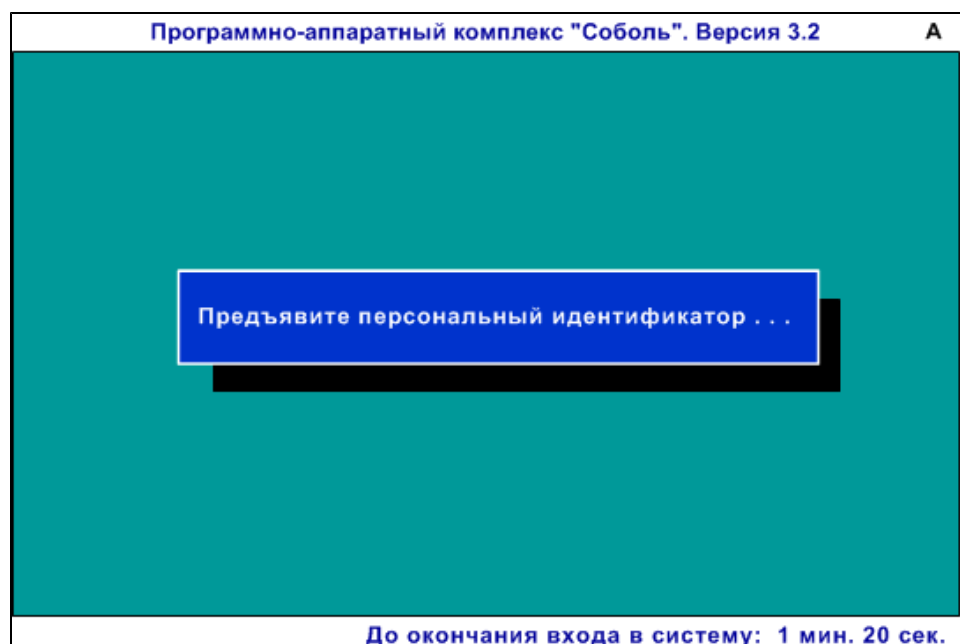 Программно-аппаратный комплекс "Соболь". Версия 3.2 A
Предъявите персональный идентификатор . . .
До окончания входа в систему: 1 мин. 20 сек.